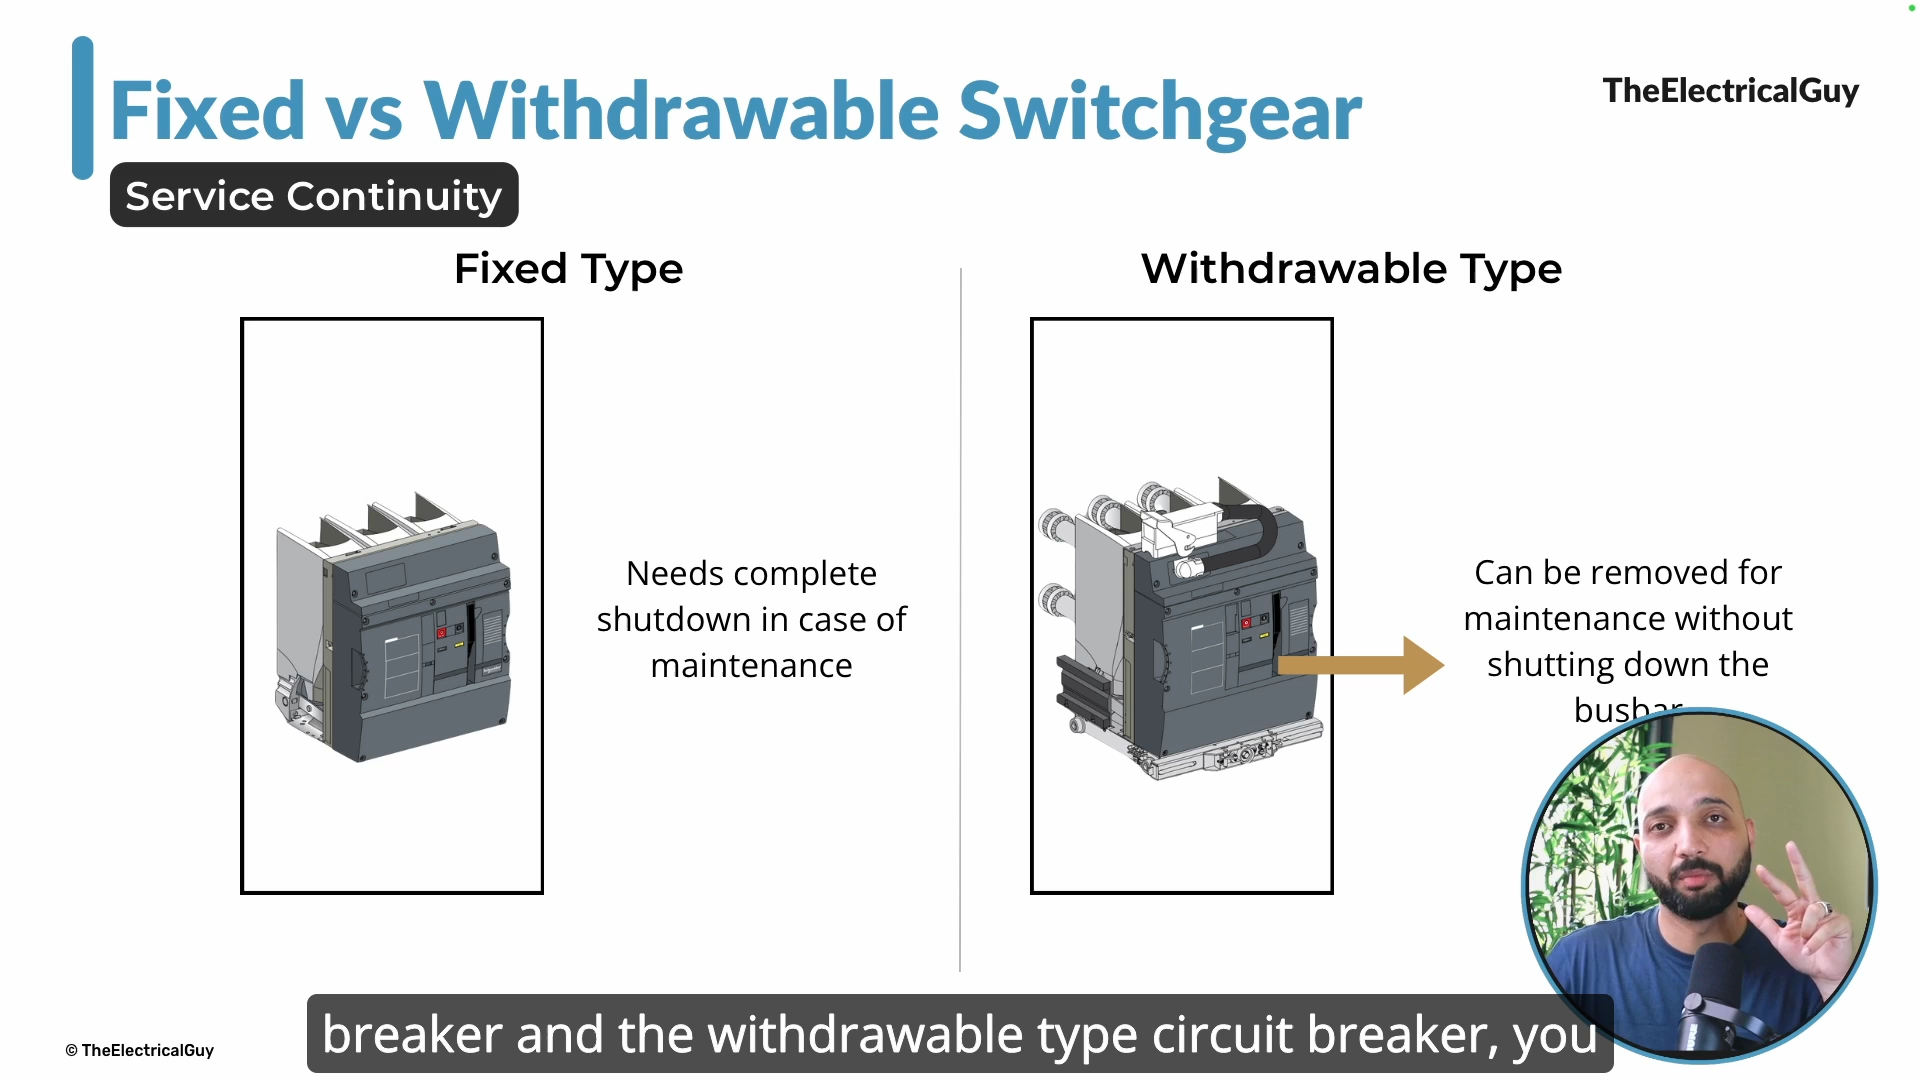 Fixed vs Withdrawable Switchgear
TheElectricalGuy
Service Continuity
Fixed Type
Withdrawable Type
Needs complete
shutdown in case of
maintenance
Can be removed for
maintenance without
shutting down the
busbar
breaker and the withdrawable type circuit breaker, you
© TheElectricalGuy